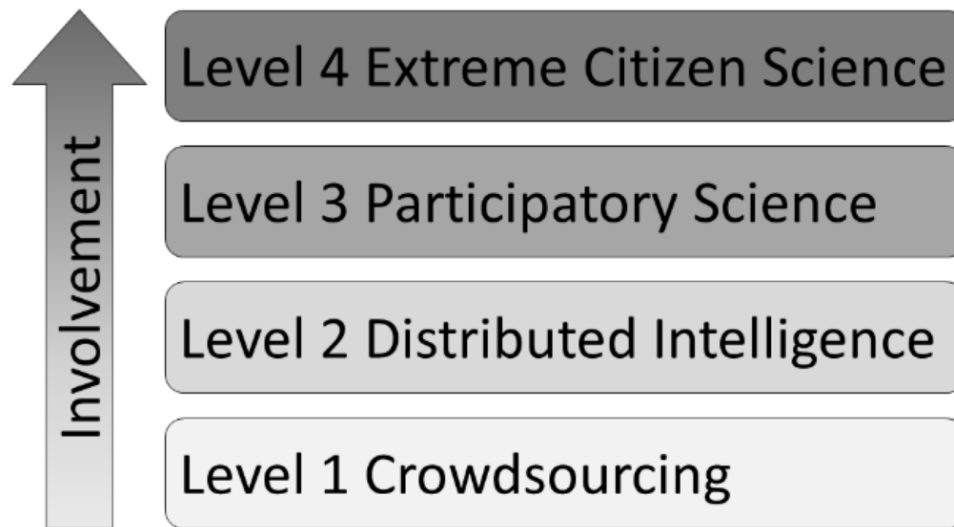 Level 4 Extreme Citizen Science
Level 3 Participatory Science
Level 2 Distributed Intelligence
Level 1 Crowdsourcing
Involvement